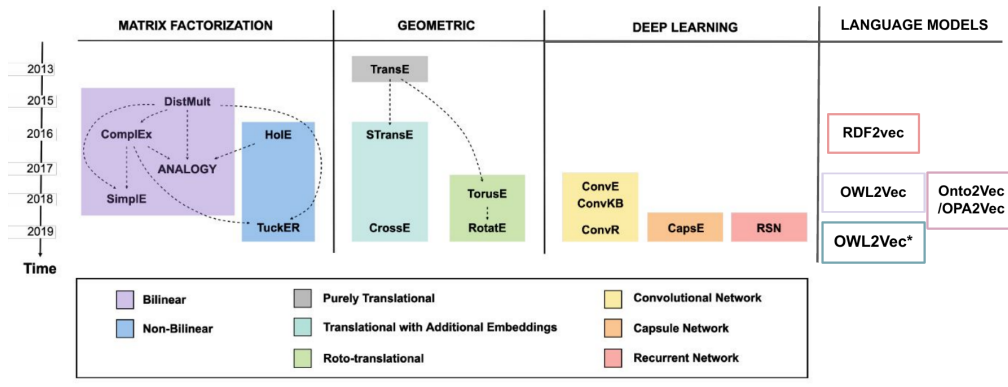 MATRIX FACTORIZATION
GEOMETRIC
DEEP LEARNING
LANGUAGE MODELS
2013
TransE
2015
DistMult
2016
ComplEx
HolE
STransE
RDF2vec
2017
ANALOGY
2018
SimplE
TorusE
ConvE
ConvKB
OWL2Vec
Onto2Vec
/OPA2Vec
2019
TuckER
CrossE
RotatE
ConvR
CapsE
RSN
OWL2Vec*
Time
Bilinear
Purely Translational
Convolutional Network
Non-Bilinear
Translational with Additional Embeddings
Capsule Network
Roto-translational
Recurrent Network